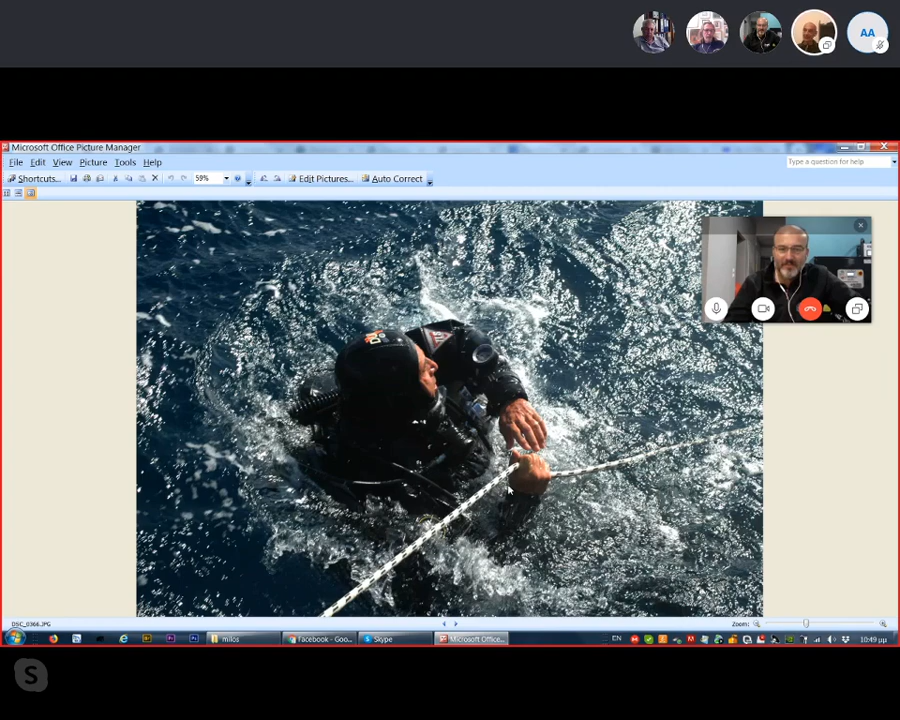 AA
Microsoft Office Picture Manager
File Edit View Picture Tools Help
Type a question for help
Shortcuts... 59% Edit Pictures... Auto Correct
DSC_0366.JPG
Zoom:
milos Facebook - Goo... Skype Microsoft Office... EN 10:49 μμ
S